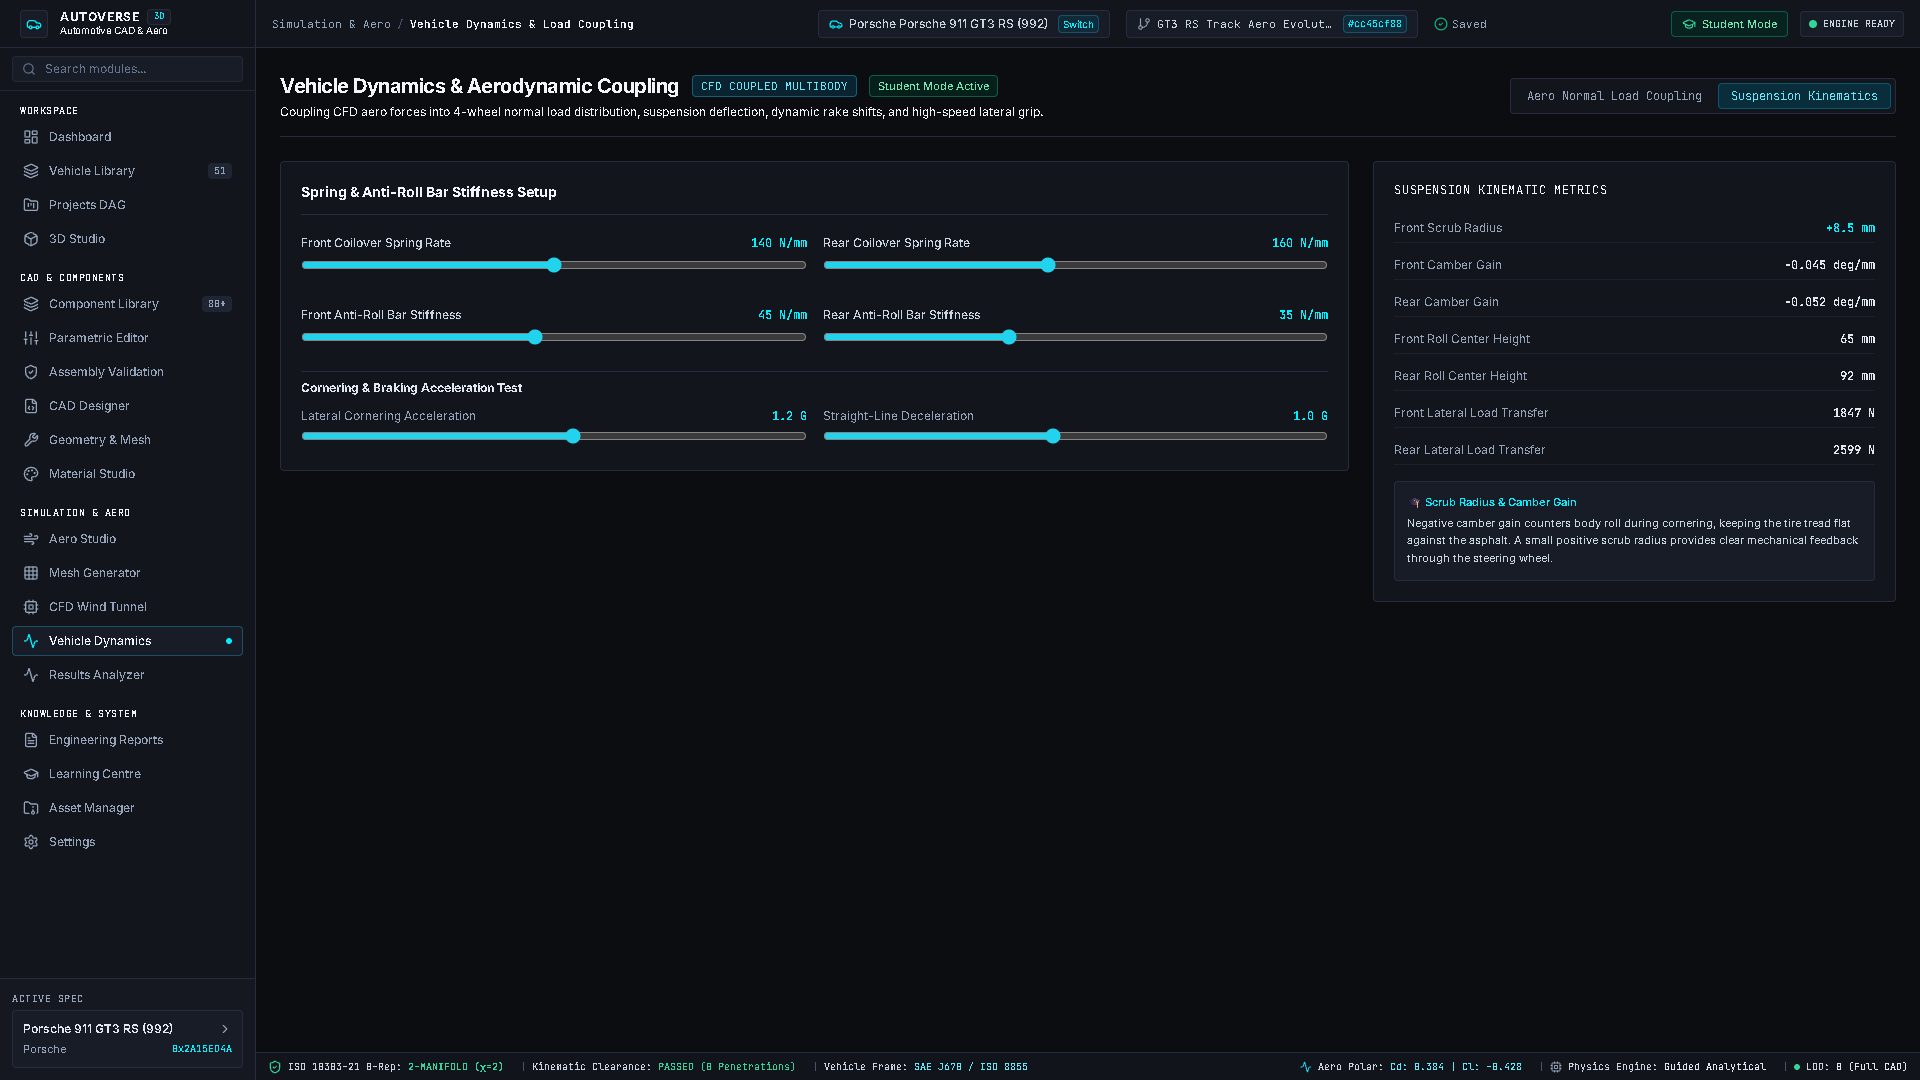 AUTOVERSE 3D
Automotive CAD & Aero
Search modules...
WORKSPACE
Dashboard
Vehicle Library 51
Projects DAG
3D Studio
CAD & COMPONENTS
Component Library 80+
Parametric Editor
Assembly Validation
CAD Designer
Geometry & Mesh
Material Studio
SIMULATION & AERO
Aero Studio
Mesh Generator
CFD Wind Tunnel
Vehicle Dynamics
Results Analyzer
KNOWLEDGE & SYSTEM
Engineering Reports
Learning Centre
Asset Manager
Settings
ACTIVE SPEC
Porsche 911 GT3 RS (992)
Porsche 0x2A15E04A
Simulation & Aero / Vehicle Dynamics & Load Coupling
Porsche Porsche 911 GT3 RS (992) Switch
GT3 RS Track Aero Evolut… #cc45cf88
Saved
Student Mode
ENGINE READY
Vehicle Dynamics & Aerodynamic Coupling CFD COUPLED MULTIBODY Student Mode Active
Coupling CFD aero forces into 4-wheel normal load distribution, suspension deflection, dynamic rake shifts, and high-speed lateral grip.
Aero Normal Load Coupling Suspension Kinematics
Spring & Anti-Roll Bar Stiffness Setup
Front Coilover Spring Rate 140 N/mm
Rear Coilover Spring Rate 160 N/mm
Front Anti-Roll Bar Stiffness 45 N/mm
Rear Anti-Roll Bar Stiffness 35 N/mm
Cornering & Braking Acceleration Test
Lateral Cornering Acceleration 1.2 G
Straight-Line Deceleration 1.0 G
SUSPENSION KINEMATIC METRICS
Front Scrub Radius +8.5 mm
Front Camber Gain -0.045 deg/mm
Rear Camber Gain -0.052 deg/mm
Front Roll Center Height 65 mm
Rear Roll Center Height 92 mm
Front Lateral Load Transfer 1847 N
Rear Lateral Load Transfer 2599 N
Scrub Radius & Camber Gain
Negative camber gain counters body roll during cornering, keeping the tire tread flat
against the asphalt. A small positive scrub radius provides clear mechanical feedback
through the steering wheel.
ISO 10303-21 B-Rep: 2-MANIFOLD (χ=2) | Kinematic Clearance: PASSED (0 Penetrations) | Vehicle Frame: SAE J670 / ISO 8855
Aero Polar: Cd: 0.384 | Cl: -0.428 | Physics Engine: Guided Analytical | LOD: 0 (Full CAD)